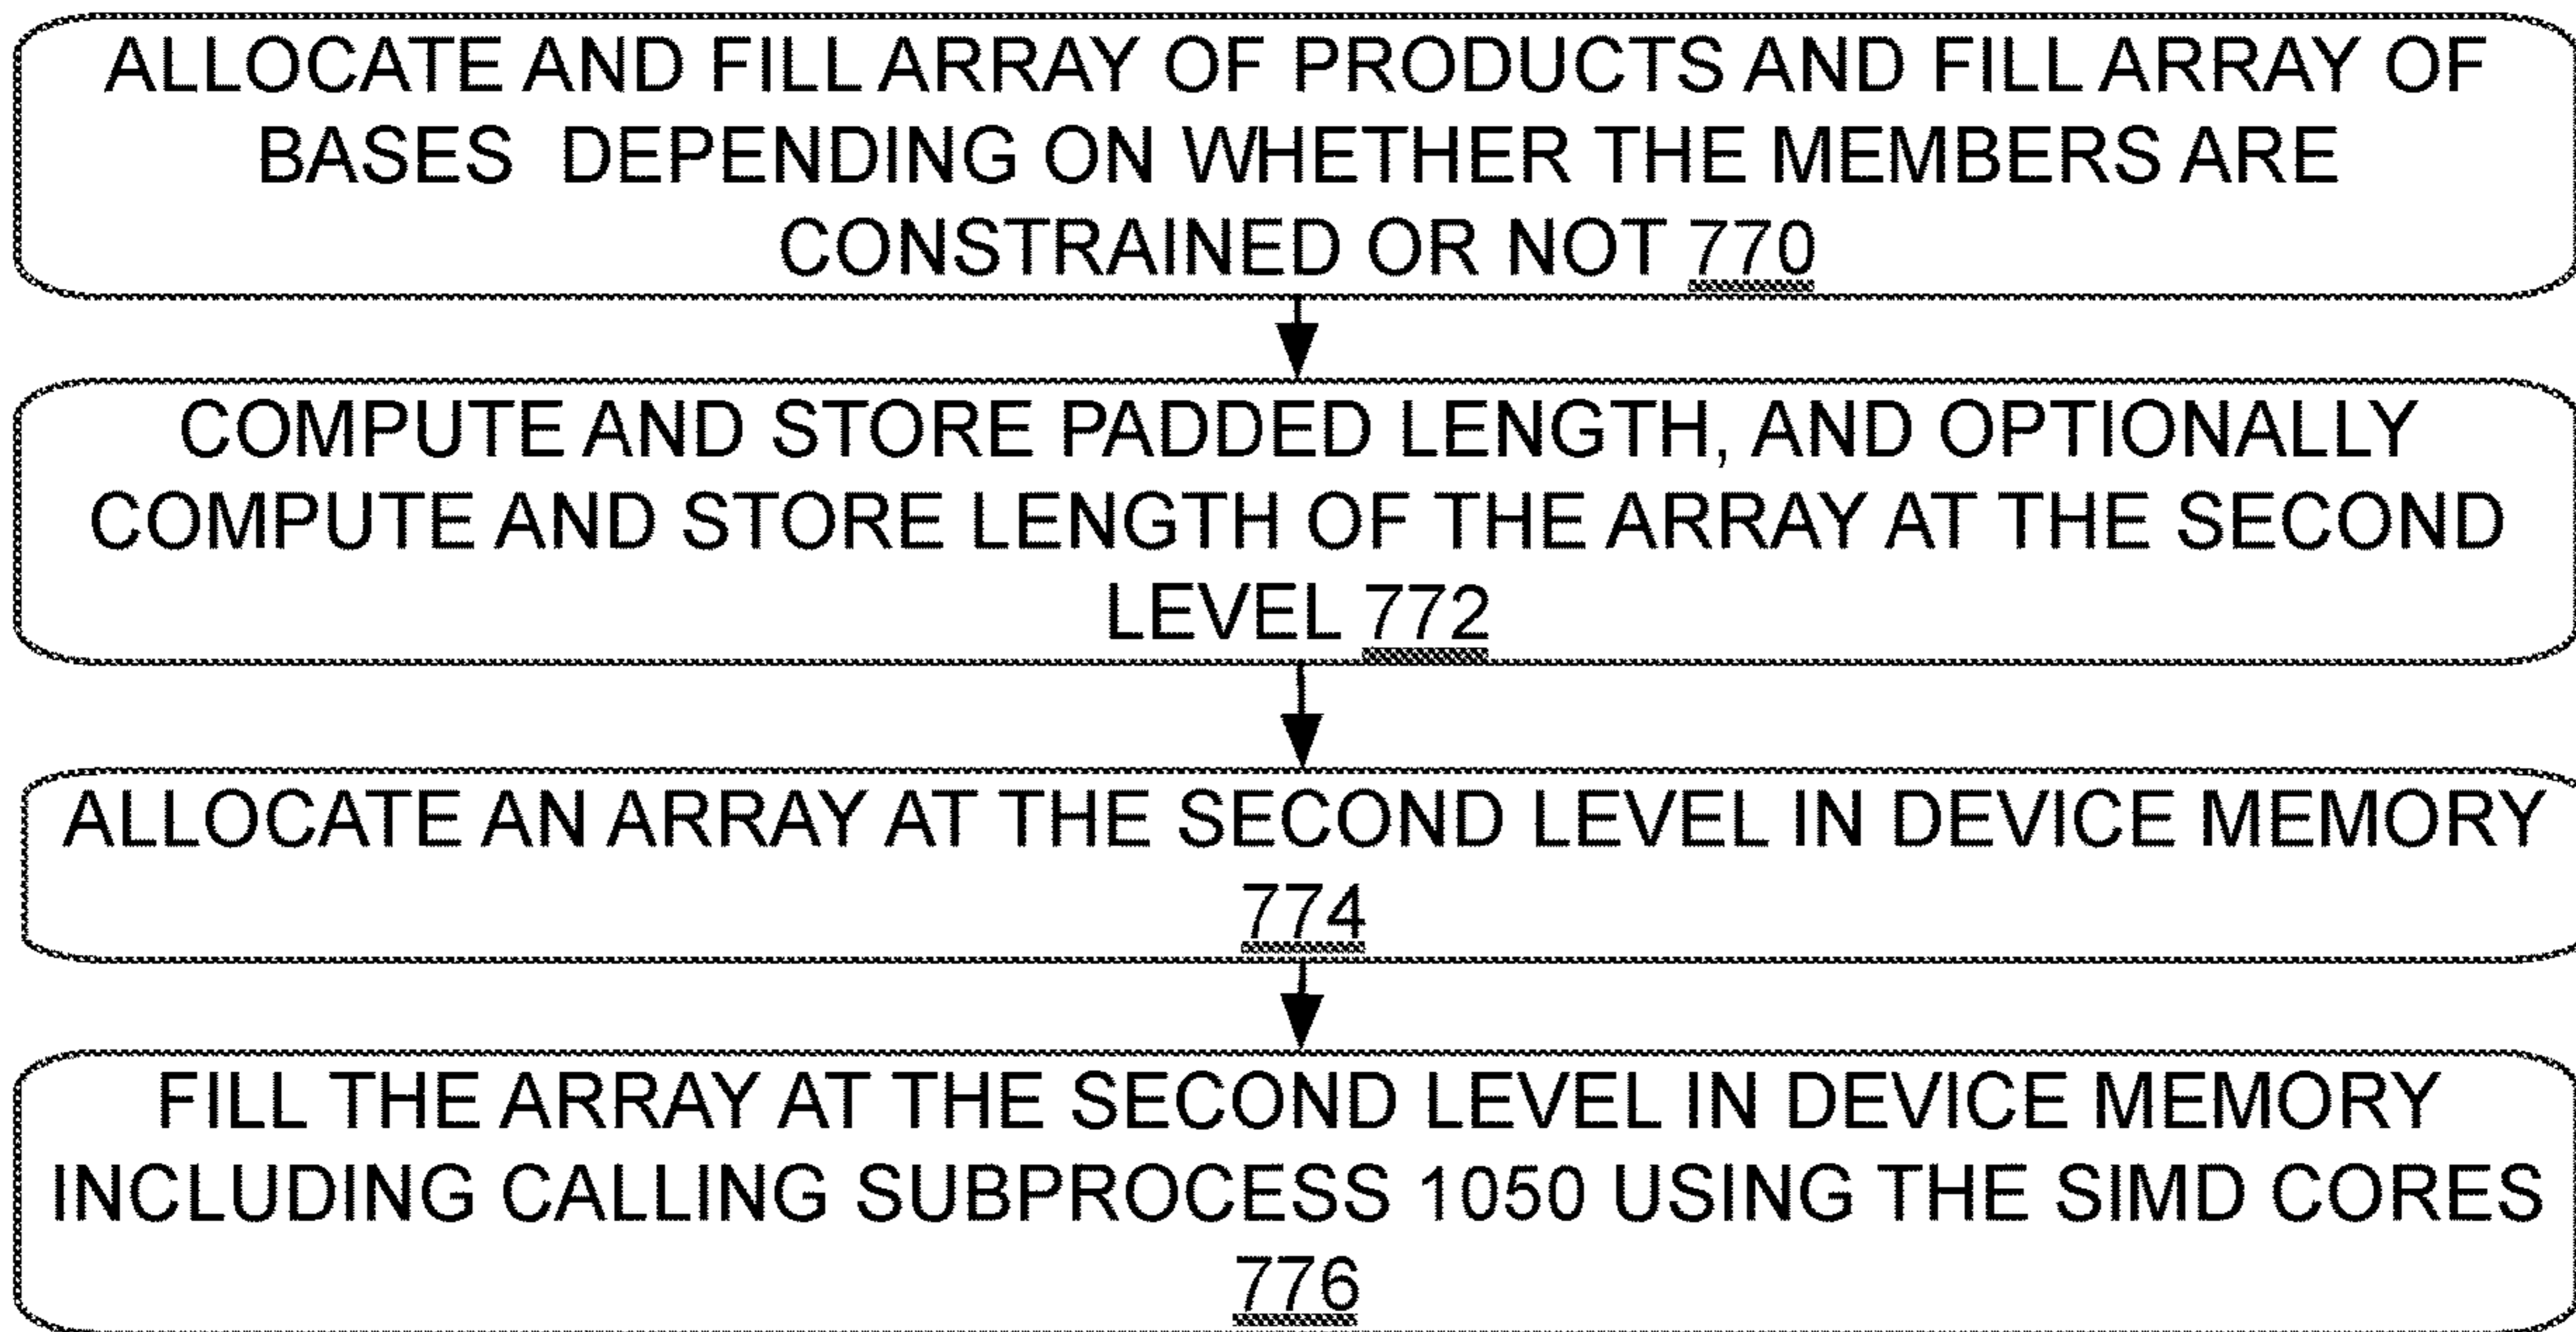 ALLOCATE AND FILL ARRAY OF PRODUCTS AND FILL ARRAY OF
BASES DEPENDING ON WHETHER THE MEMBERS ARE
CONSTRAINED OR NOT 770
COMPUTE AND STORE PADDED LENGTH, AND OPTIONALLY
COMPUTE AND STORE LENGTH OF THE ARRAY AT THE SECOND
LEVEL 772
ALLOCATE AN ARRAY AT THE SECOND LEVEL IN DEVICE MEMORY
774
FILL THE ARRAY AT THE SECOND LEVEL IN DEVICE MEMORY
INCLUDING CALLING SUBPROCESS 1050 USING THE SIMD CORES
776